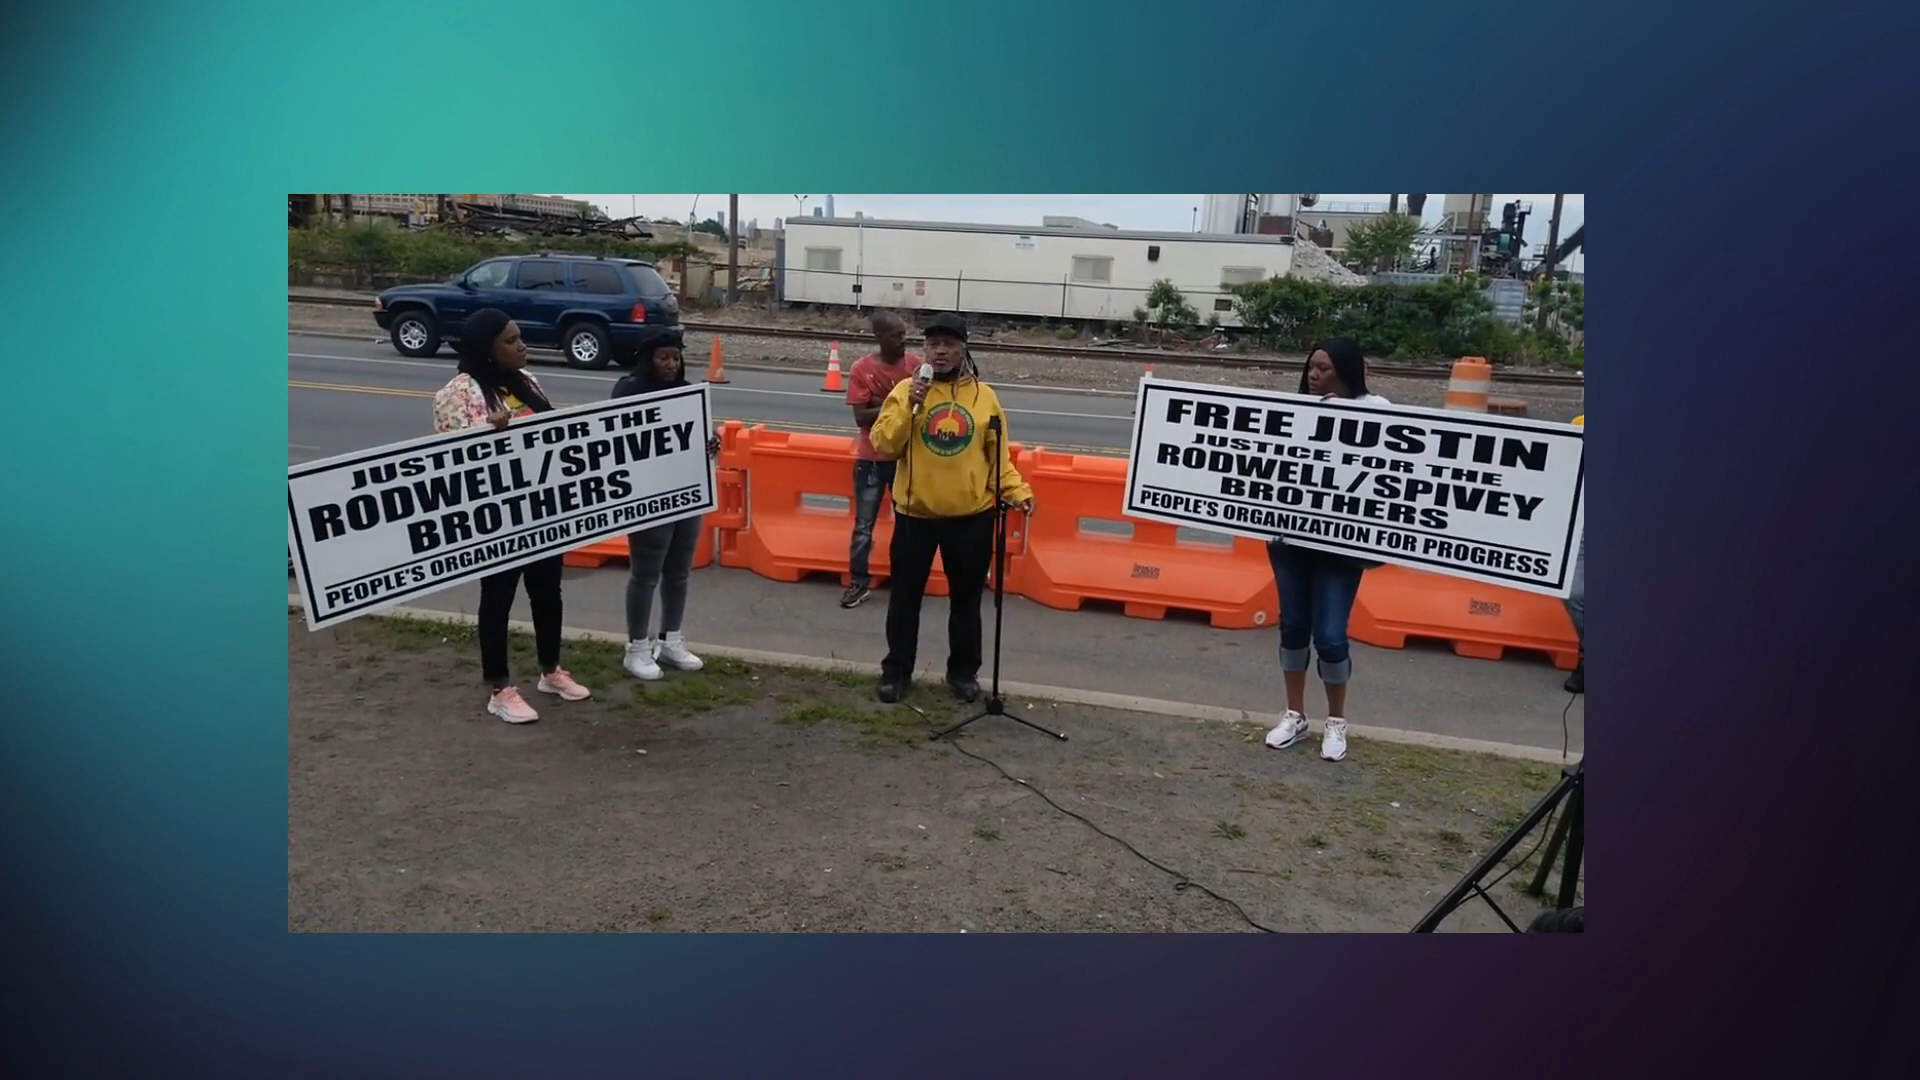 JUSTICE FOR THE
RODWELL/SPIVEY
BROTHERS
PEOPLE'S ORGANIZATION FOR PROGRESS
FREE JUSTIN
JUSTICE FOR THE
RODWELL/SPIVEY
BROTHERS
PEOPLE'S ORGANIZATION FOR PROGRESS